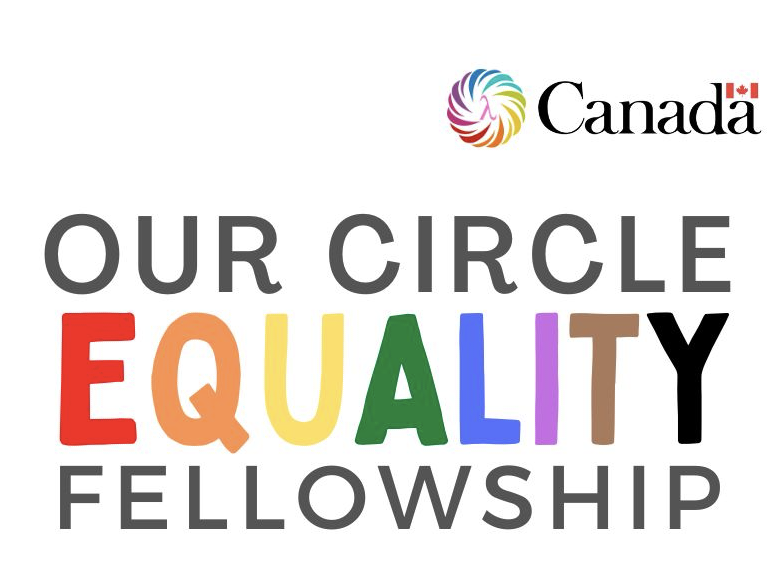 λ
Canada
OUR CIRCLE
EQUALITY
FELLOWSHIP